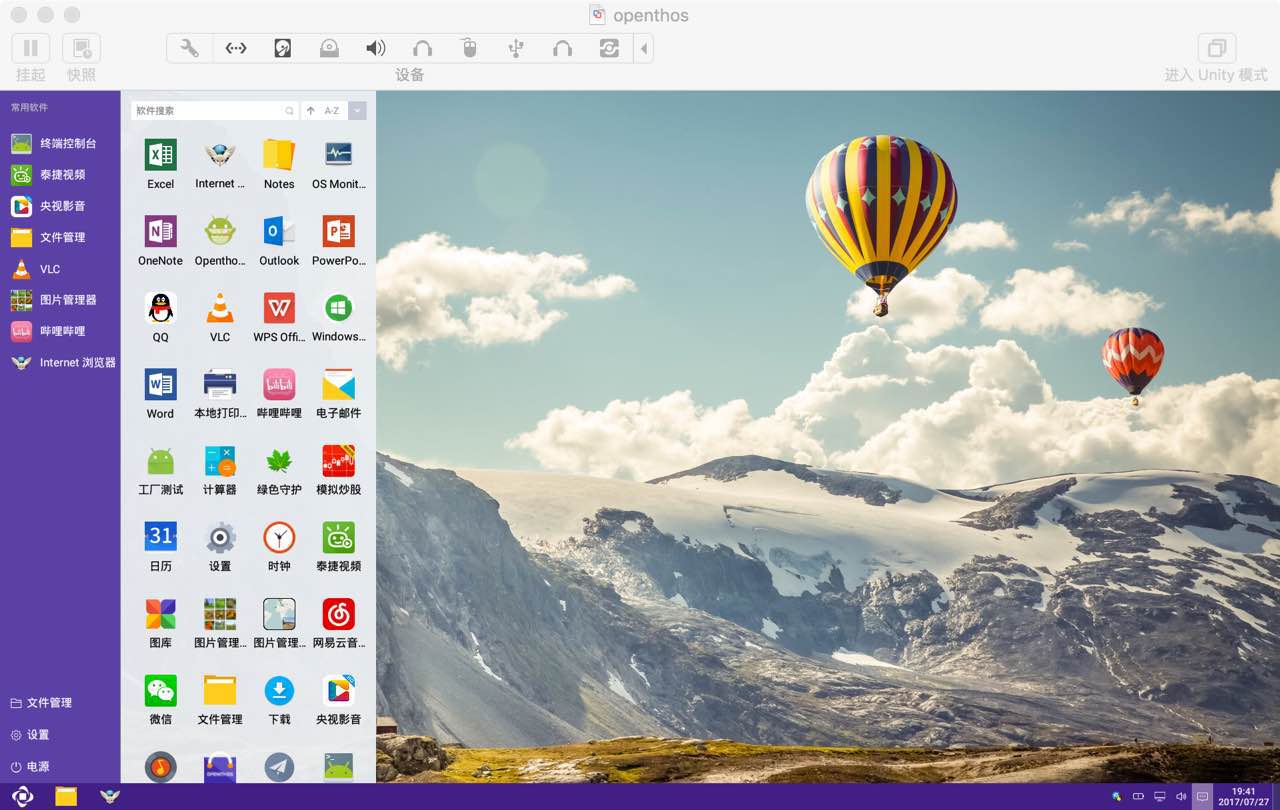 openthos
挂起
快照
设备
进入 Unity 模式
常用软件
终端控制台
泰捷视频
央视影音
文件管理
VLC
图片管理器
哔哩哔哩
Internet 浏览器
文件管理
设置
电源
软件搜索
A-Z
Excel
Internet ...
Notes
OS Monit...
OneNote
Opentho...
Outlook
PowerPo...
QQ
VLC
WPS Offi...
Windows...
Word
本地打印...
哔哩哔哩
电子邮件
工厂测试
计算器
绿色守护
模拟炒股
31
日历
设置
时钟
泰捷视频
图库
图片管理...
图片管理...
网易云音...
微信
文件管理
下载
央视影音
OPENTHOS
19:41
2017/07/27